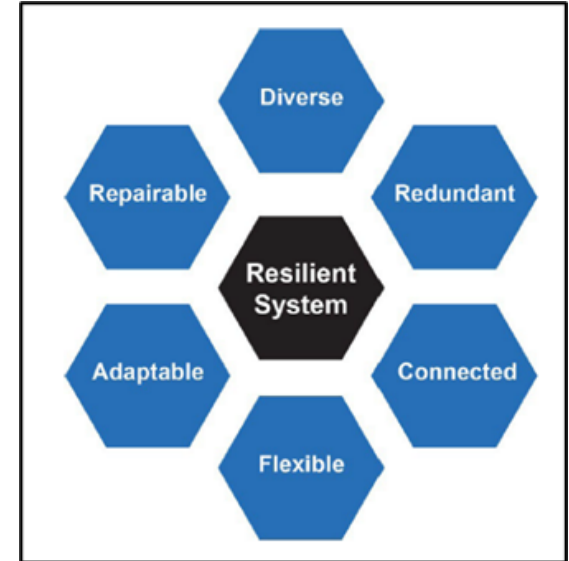 Diverse
Repairable
Redundant
Resilient
System
Adaptable
Connected
Flexible